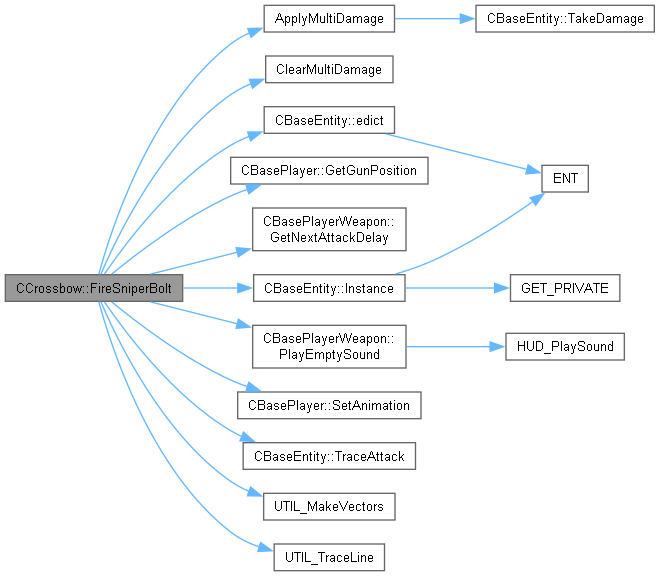 ApplyMultiDamage
CBaseEntity::TakeDamage
ClearMultiDamage
CBaseEntity::edict
CBasePlayer::GetGunPosition
ENT
CBasePlayerWeapon::
GetNextAttackDelay
CCrossbow::FireSniperBolt
CBaseEntity::Instance
GET_PRIVATE
CBasePlayerWeapon::
PlayEmptySound
HUD_PlaySound
CBasePlayer::SetAnimation
CBaseEntity::TraceAttack
UTIL_MakeVectors
UTIL_TraceLine